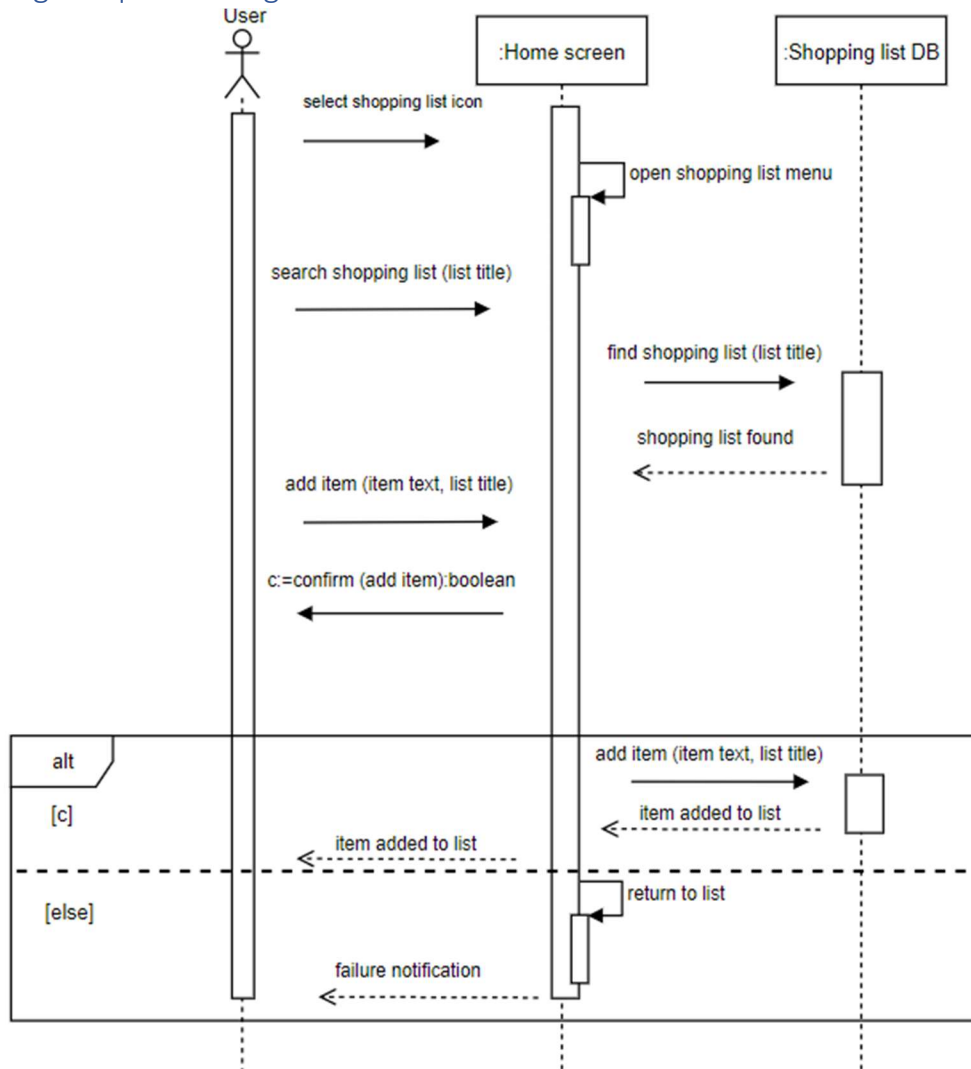 User
:Home screen
:Shopping list DB
select shopping list icon
open shopping list menu
search shopping list (list title)
find shopping list (list title)
shopping list found
add item (item text, list title)
c:=confirm (add item):boolean
alt
add item (item text, list title)
[c]
item added to list
item added to list
[else]
return to list
failure notification